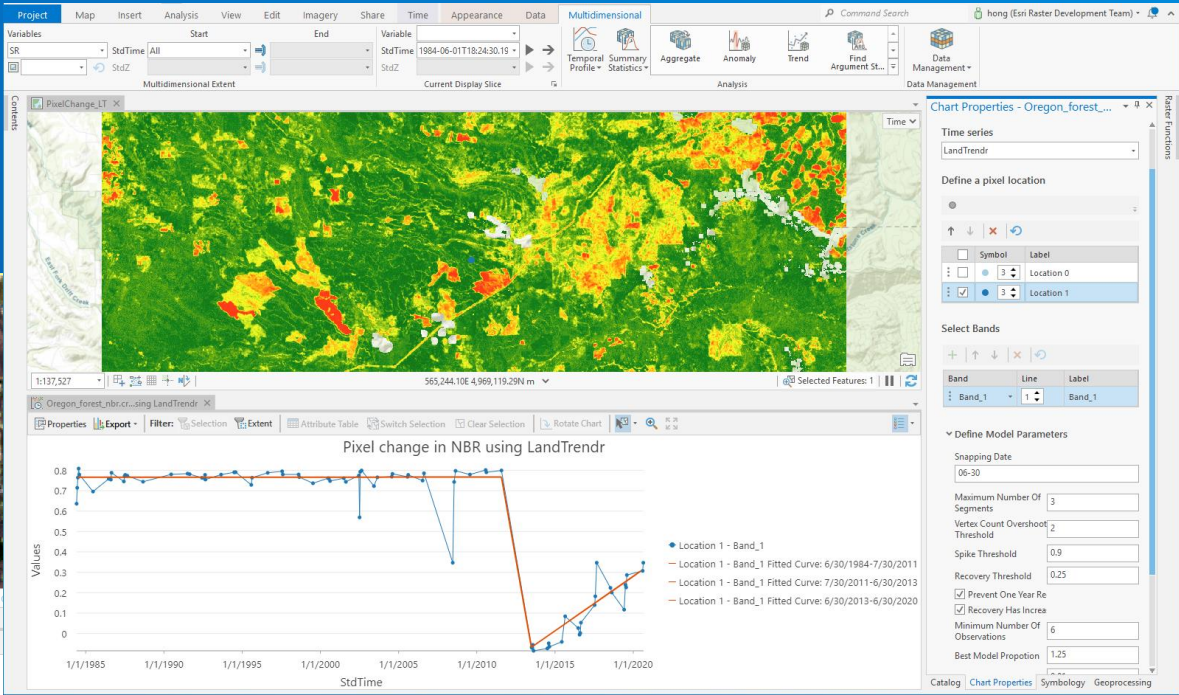 Project Map Insert Analysis View Edit Imagery Share Time Appearance Data Multidimensional Command Search hong (Esri Raster Development Team)
Variables Start End Variable
SR StdTime All StdTime 1984-06-01T18:24:30.19
StdZ StdZ
Temporal Profile Summary Statistics Aggregate Anomaly Trend Find Argument St... Data Management
Multidimensional Extent Current Display Slice Analysis Data Management
Contents
PixelChange_LT
Time
East Fork Dairy Creek
1:137,527 565,244.10E 4,969,119.29N m Selected Features: 1
Oregon_forest_nbr.cr...sing LandTrendr
Properties Export Filter: Selection Extent Attribute Table Switch Selection Clear Selection Rotate Chart
Pixel change in NBR using LandTrendr
Values
0.8
0.7
0.6
0.5
0.4
0.3
0.2
0.1
0
1/1/1985 1/1/1990 1/1/1995 1/1/2000 1/1/2005 1/1/2010 1/1/2015 1/1/2020
StdTime
Location 1 - Band_1
Location 1 - Band_1 Fitted Curve: 6/30/1984-7/30/2011
Location 1 - Band_1 Fitted Curve: 7/30/2011-6/30/2013
Location 1 - Band_1 Fitted Curve: 6/30/2013-6/30/2020
Chart Properties - Oregon_forest_...
Raster Functions
Time series
LandTrendr
Define a pixel location
Symbol Label
3 Location 0
3 Location 1
Select Bands
Band Line Label
Band_1 1 Band_1
Define Model Parameters
Snapping Date
06-30
Maximum Number Of Segments 3
Vertex Count Overshoot Threshold 2
Spike Threshold 0.9
Recovery Threshold 0.25
Prevent One Year Re
Recovery Has Increa
Minimum Number Of Observations 6
Best Model Propotion 1.25
Catalog Chart Properties Symbology Geoprocessing